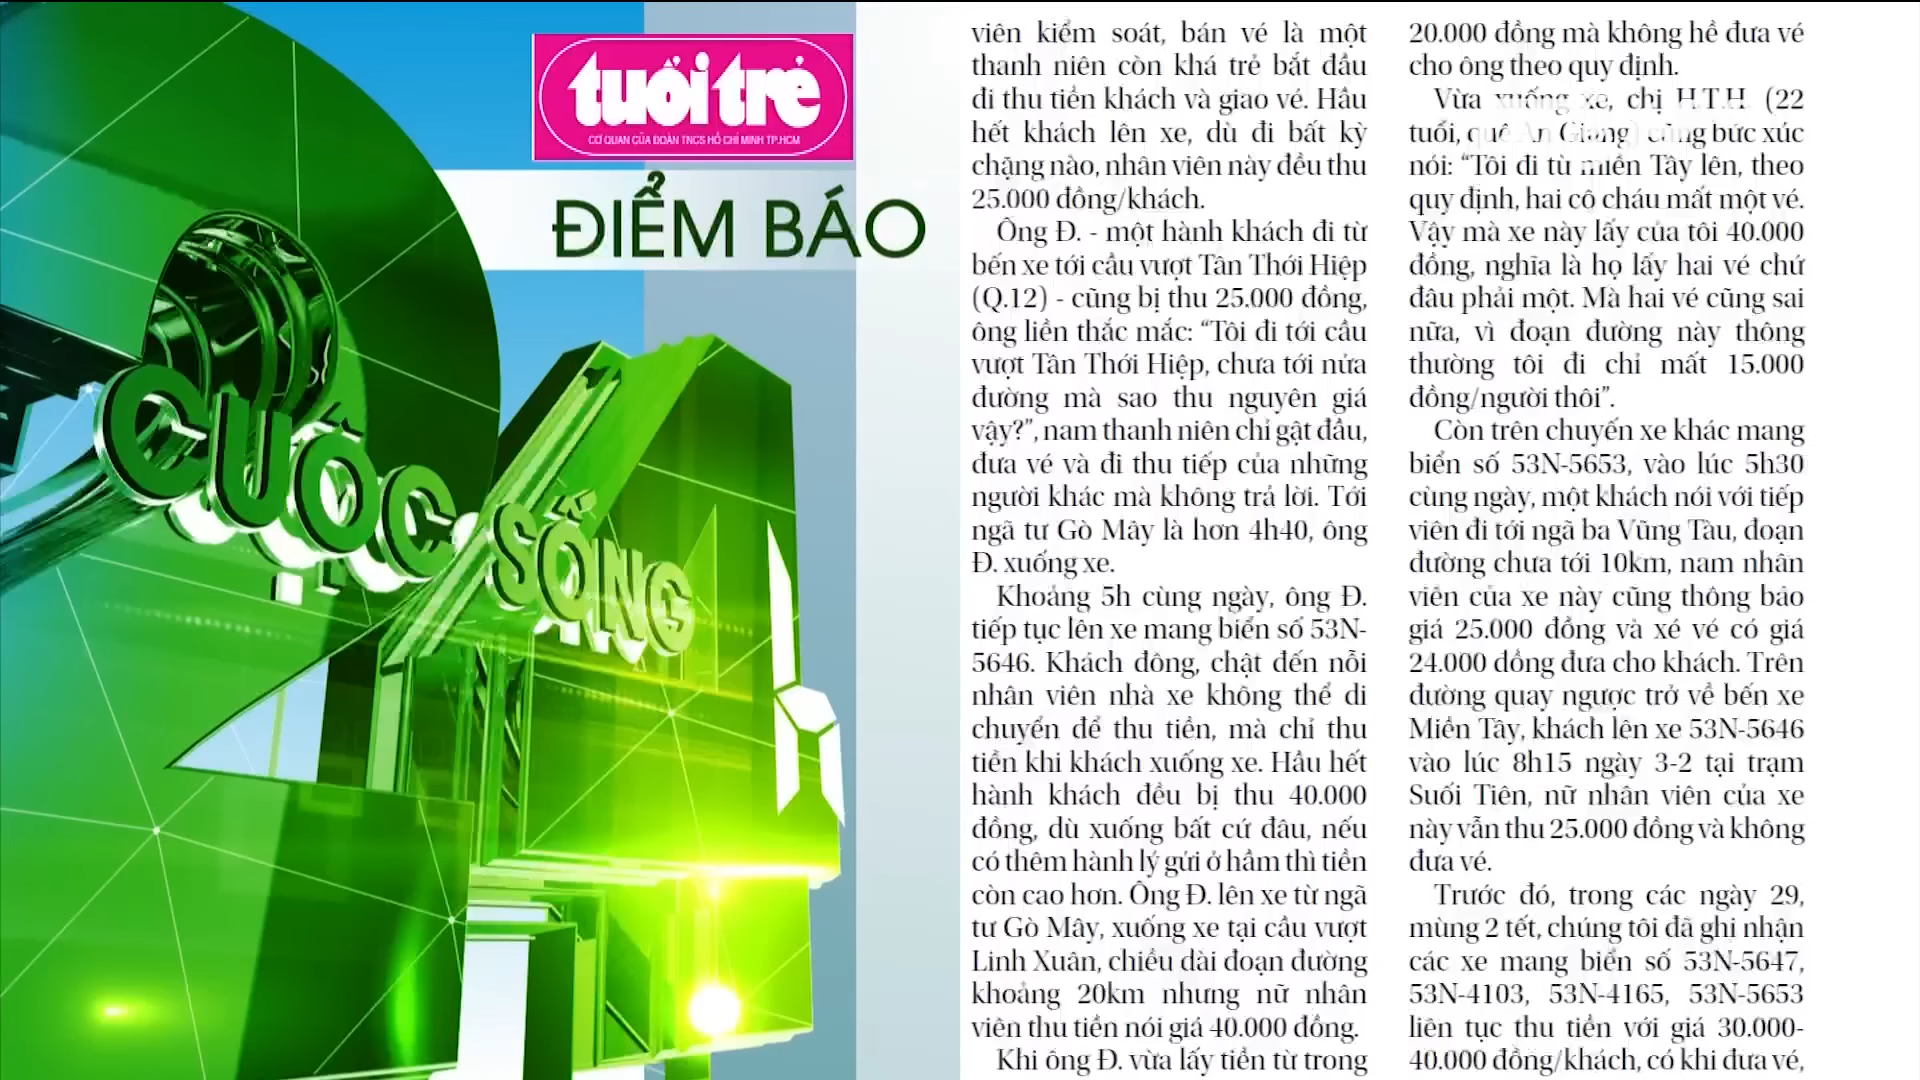 tuổi trẻ
CƠ QUAN CỦA ĐOÀN TNCS HỒ CHÍ MINH TP.HCM
ĐIỂM BÁO
CUỘC SỐNG
24h
viên kiểm soát, bán vé là một
thanh niên còn khá trẻ bắt đầu
đi thu tiền khách và giao vé. Hầu
hết khách lên xe, dù đi bất kỳ
chặng nào, nhân viên này đều thu
25.000 đồng/khách.
Ông Đ. - một hành khách đi từ
bến xe tới cầu vượt Tân Thới Hiệp
(Q.12) - cũng bị thu 25.000 đồng,
ông liền thắc mắc: “Tôi đi tới cầu
vượt Tân Thới Hiệp, chưa tới nửa
đường mà sao thu nguyên giá
vậy?”, nam thanh niên chỉ gật đầu,
đưa vé và đi thu tiếp của những
người khác mà không trả lời. Tới
ngã tư Gò Mây là hơn 4h40, ông
Đ. xuống xe.
Khoảng 5h cùng ngày, ông Đ.
tiếp tục lên xe mang biển số 53N-
5646. Khách đông, chật đến nỗi
nhân viên nhà xe không thể di
chuyển để thu tiền, mà chỉ thu
tiền khi khách xuống xe. Hầu hết
hành khách đều bị thu 40.000
đồng, dù xuống bất cứ đâu, nếu
có thêm hành lý gửi ở hầm thì tiền
còn cao hơn. Ông Đ. lên xe từ ngã
tư Gò Mây, xuống xe tại cầu vượt
Linh Xuân, chiều dài đoạn đường
khoảng 20km nhưng nữ nhân
viên thu tiền nói giá 40.000 đồng.
Khi ông Đ. vừa lấy tiền từ trong
20.000 đồng mà không hề đưa vé
cho ông theo quy định.
Vừa xuống xe, chị H.T.H. (22
tuổi, quê An Giang) cũng bức xúc
nói: “Tôi đi từ miền Tây lên, theo
quy định, hai cô cháu mất một vé.
Vậy mà xe này lấy của tôi 40.000
đồng, nghĩa là họ lấy hai vé chứ
đâu phải một. Mà hai vé cũng sai
nữa, vì đoạn đường này thông
thường tôi đi chỉ mất 15.000
đồng/người thôi”.
Còn trên chuyến xe khác mang
biển số 53N-5653, vào lúc 5h30
cùng ngày, một khách nói với tiếp
viên đi tới ngã ba Vũng Tàu, đoạn
đường chưa tới 10km, nam nhân
viên của xe này cũng thông báo
giá 25.000 đồng và xé vé có giá
24.000 đồng đưa cho khách. Trên
đường quay ngược trở về bến xe
Miền Tây, khách lên xe 53N-5646
vào lúc 8h15 ngày 3-2 tại trạm
Suối Tiên, nữ nhân viên của xe
này vẫn thu 25.000 đồng và không
đưa vé.
Trước đó, trong các ngày 29,
mùng 2 tết, chúng tôi đã ghi nhận
các xe mang biển số 53N-5647,
53N-4103, 53N-4165, 53N-5653
liên tục thu tiền với giá 30.000-
40.000 đồng/khách, có khi đưa vé,